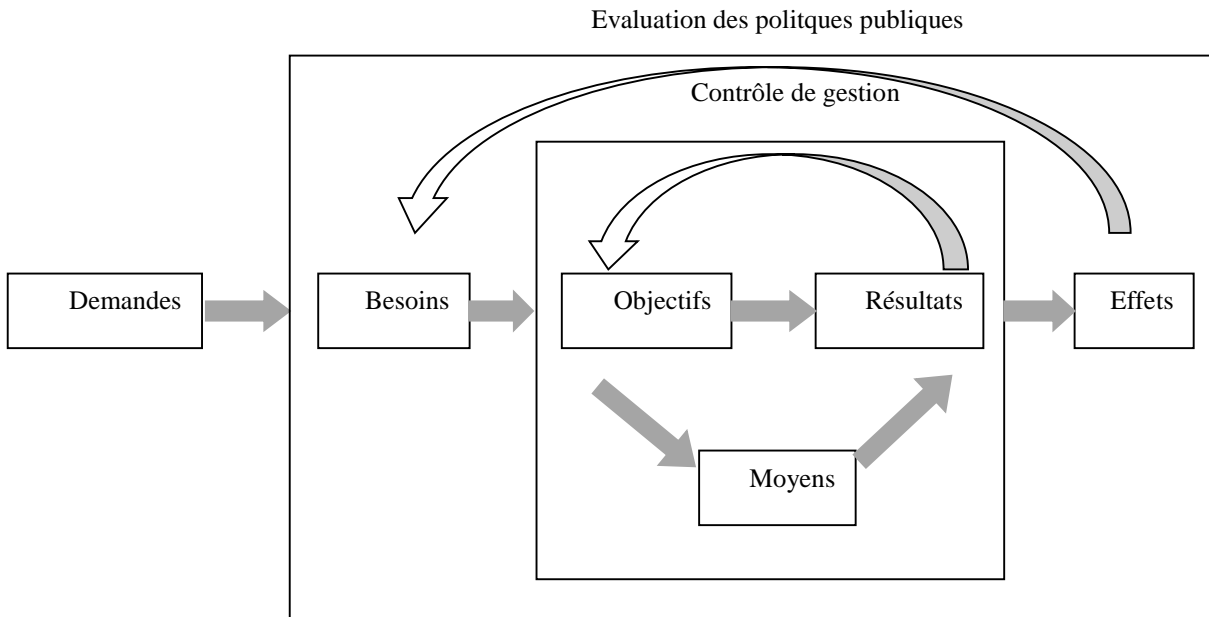 Evaluation des politques publiques
Contrôle de gestion
Demandes
Besoins
Objectifs
Résultats
Effets
Moyens